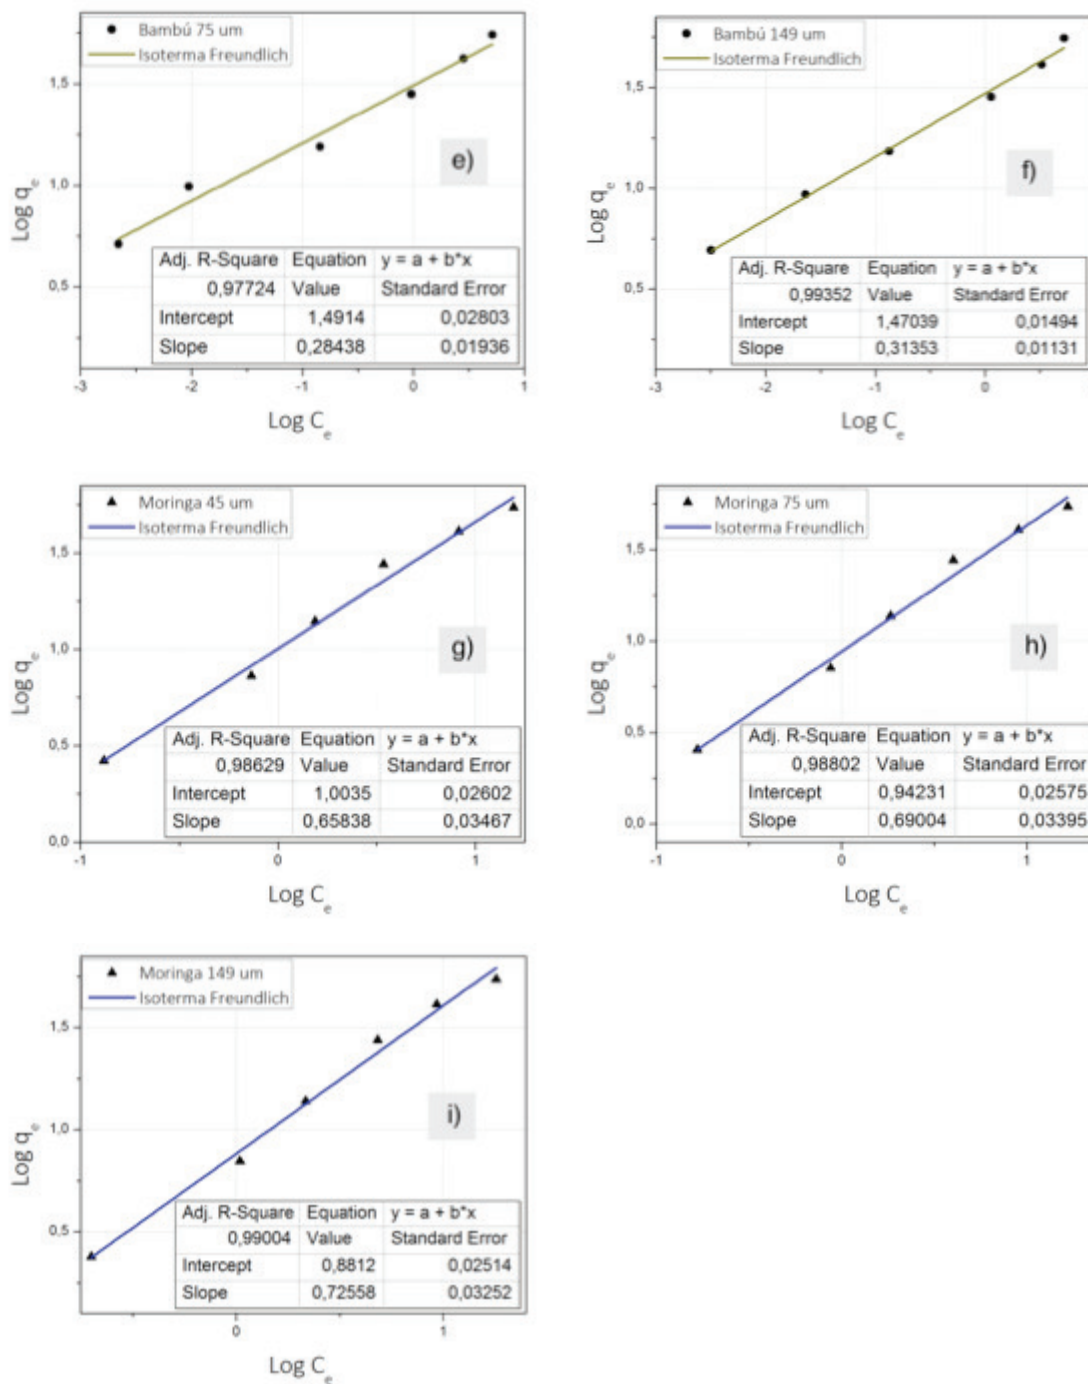 Bambú 75 um
Isoterma Freundlich
1,5
1,0
0,5
Log qe
e)
Adj. R-Square Equation y = a + b*x
0,97724 Value Standard Error
Intercept 1,4914 0,02803
Slope 0,28438 0,01936
-3 -2 -1 0 1
Log Ce
Bambú 149 um
Isoterma Freundlich
1,5
1,0
0,5
Log qe
f)
Adj. R-Square Equation y = a + b*x
0,99352 Value Standard Error
Intercept 1,47039 0,01494
Slope 0,31353 0,01131
-3 -2 -1 0 1
Log Ce
Moringa 45 um
Isoterma Freundlich
1,5
1,0
0,5
0,0
Log qe
g)
Adj. R-Square Equation y = a + b*x
0,98629 Value Standard Error
Intercept 1,0035 0,02602
Slope 0,65838 0,03467
-1 0 1
Log Ce
Moringa 75 um
Isoterma Freundlich
1,5
1,0
0,5
0,0
Log qe
h)
Adj. R-Square Equation y = a + b*x
0,98802 Value Standard Error
Intercept 0,94231 0,02575
Slope 0,69004 0,03395
-1 0 1
Log Ce
Moringa 149 um
Isoterma Freundlich
1,5
1,0
0,5
Log qe
i)
Adj. R-Square Equation y = a + b*x
0,99004 Value Standard Error
Intercept 0,8812 0,02514
Slope 0,72558 0,03252
0 1
Log Ce